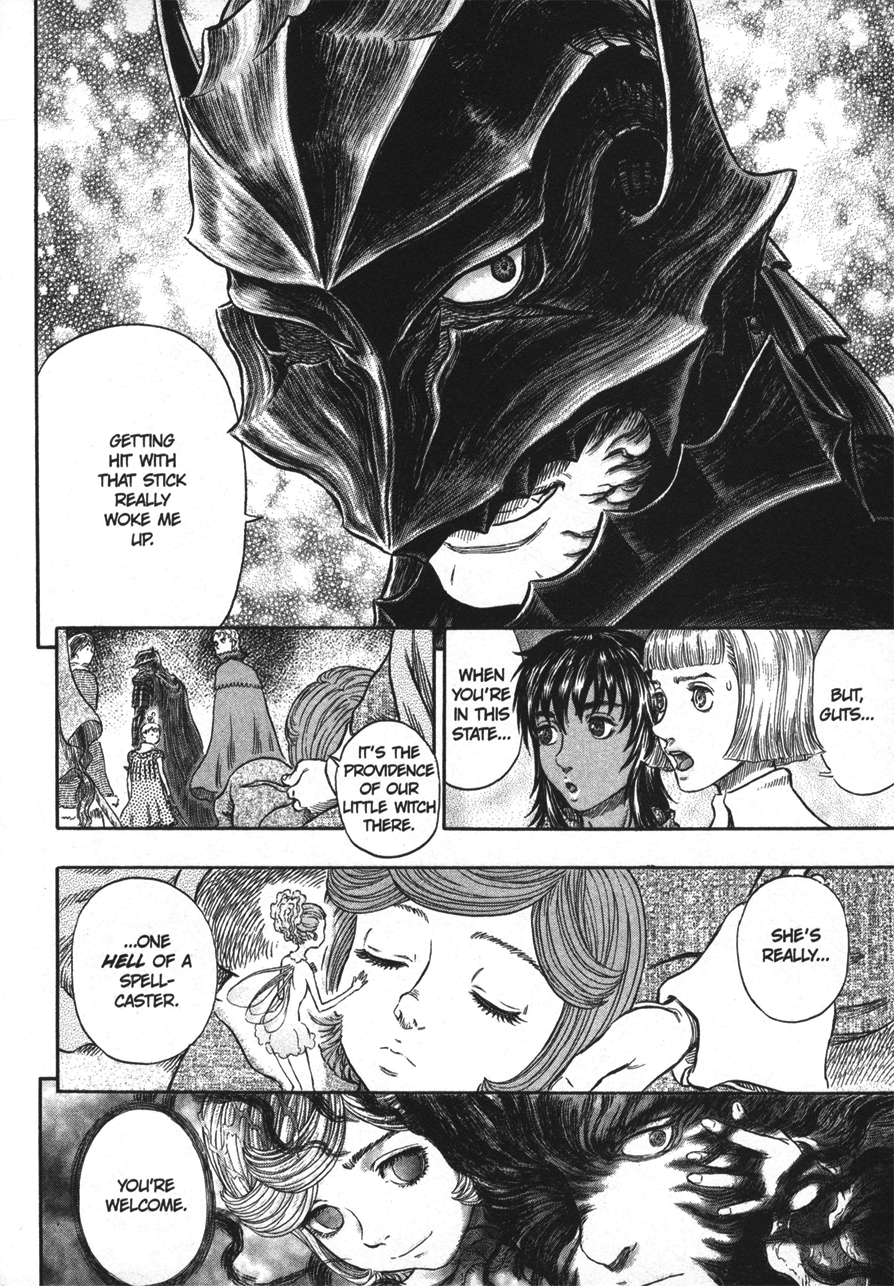 GETTING
HIT WITH
THAT STICK
REALLY
WOKE ME
UP.
BUT,
GUTS...
WHEN
YOU'RE
IN THIS
STATE...
IT'S THE
PROVIDENCE
OF OUR
LITTLE WITCH
THERE.
SHE'S
REALLY...
...ONE
HELL OF A
SPELL-
CASTER.
YOU'RE
WELCOME.